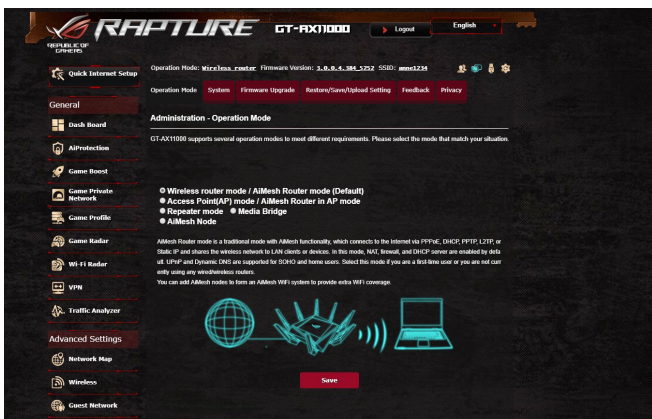 RAPTURE GT-AX11000 Logout English
REPUBLIC OF
GAMERS
Quick Internet Setup
Operation Mode: Wireless router Firmware Version: 3.0.0.4.384_5252 SSID: anne1234
Operation Mode System Firmware Upgrade Restore/Save/Upload Setting Feedback Privacy
General
Administration - Operation Mode
Dash Board
GT-AX11000 supports several operation modes to meet different requirements. Please select the mode that match your situation.
AiProtection
Game Boost
Game Private
Network
Game Profile
Game Radar
Wi-Fi Radar
VPN
Traffic Analyzer
Wireless router mode / AiMesh Router mode (Default)
Access Point(AP) mode / AiMesh Router in AP mode
Repeater mode Media Bridge
AiMesh Node
AiMesh Router mode is a traditional mode with AiMesh functionality, which connects to the Internet via PPPoE, DHCP, PPTP, L2TP, or
Static IP and shares the wireless network to LAN clients or devices. In this mode, NAT, firewall, and DHCP server are enabled by defa
ult. UPnP and Dynamic DNS are supported for SOHO and home users. Select this mode if you are a first-time user or you are not curr
ently using any wired/wireless routers.
You can add AiMesh nodes to form an AiMesh WiFi system to provide extra WiFi coverage.
Advanced Settings
Network Map
Wireless
Guest Network
Save